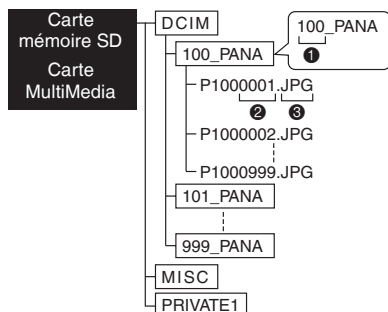 Carte
mémoire SD
Carte
MultiMedia
DCIM
100_PANA
100_PANA
❶
P1000001.JPG
❷ ❸
P1000002.JPG
P1000999.JPG
101_PANA
999_PANA
MISC
PRIVATE1